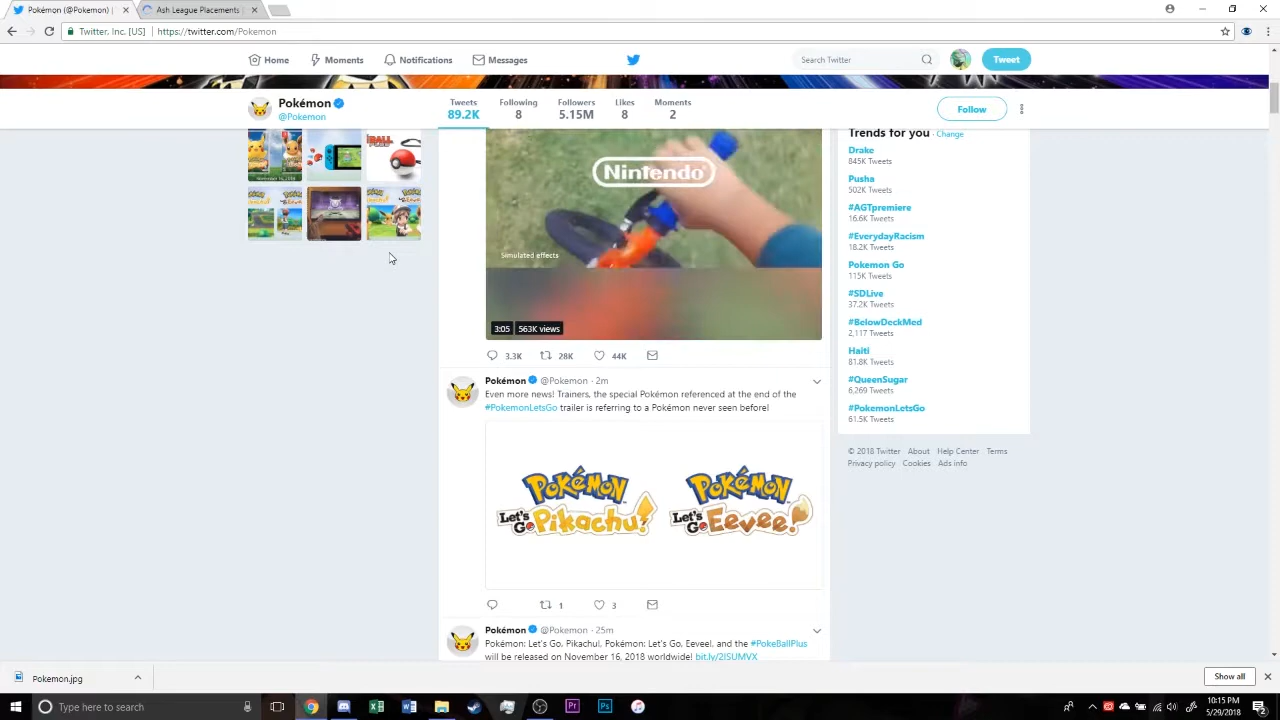 Pokémon (@Pokemon)
Ash League Placements
Twitter, Inc. [US] | https://twitter.com/Pokemon
Home
Moments
Notifications
Messages
Search Twitter
Tweet
Pokémon
@Pokemon
Tweets
89.2K
Following
8
Followers
5.15M
Likes
8
Moments
2
Follow
Nintendo
Simulated effects
3:05
563K views
3.3K
28K
44K
Pokémon @Pokemon · 2m
Even more news! Trainers, the special Pokémon referenced at the end of the
#PokemonLetsGo trailer is referring to a Pokémon never seen before!
Pokémon
Let's Go Pikachu!
Pokémon
Let's Go Eevee!
1
3
Pokémon @Pokemon · 25m
Pokémon: Let's Go, Pikachu!, Pokémon: Let's Go, Eevee!, and the #PokeBallPlus
will be released on November 16, 2018 worldwide! bit.ly/2ISUMVX
Trends for you · Change
Drake
845K Tweets
Pusha
502K Tweets
#AGTpremiere
16.6K Tweets
#EverydayRacism
18.2K Tweets
Pokemon Go
115K Tweets
#SDLive
37.2K Tweets
#BelowDeckMed
2,117 Tweets
Haiti
81.8K Tweets
#QueenSugar
6,269 Tweets
#PokemonLetsGo
61.5K Tweets
© 2018 Twitter About Help Center Terms
Privacy policy Cookies Ads info
Pokemon.jpg
Show all
Type here to search
Pr
Ps
10:15 PM
5/29/2018